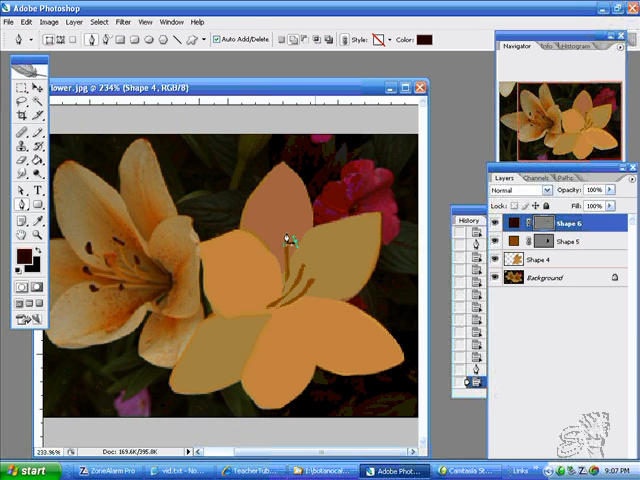 Adobe Photoshop
File Edit Image Layer Select Filter View Window Help
Auto Add/Delete Style: Color:
lower.jpg @ 234% (Shape 4, RGB/8)
Navigator Info Histogram
Layers Channels Paths
Normal Opacity: 100%
Lock: Fill: 100%
Shape 6
Shape 5
Shape 4
Background
History
T
233.96% Doc: 169.6K/395.8K
start ZoneAlarm Pro vid.txt - No... TeacherTub... Adobe Phot... Camtasia St... Links 9:07 PM